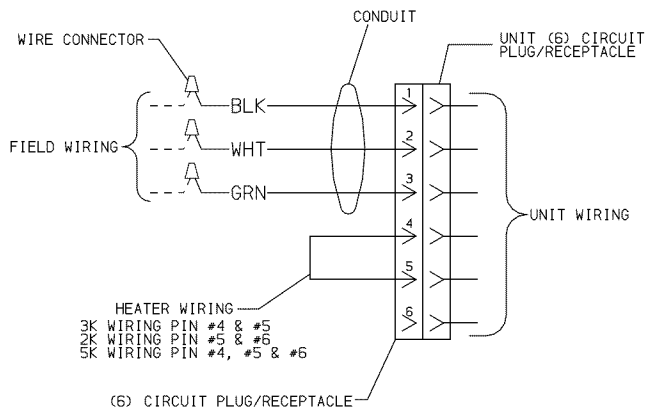 CONDUIT
WIRE CONNECTOR
UNIT (6) CIRCUIT
PLUG/RECEPTACLE
1
BLK
2
FIELD WIRING
WHT
3
GRN
UNIT WIRING
4
5
HEATER WIRING
3K WIRING PIN #4 & #5
2K WIRING PIN #5 & #6
5K WIRING PIN #4, #5 & #6
6
(6) CIRCUIT PLUG/RECEPTACLE